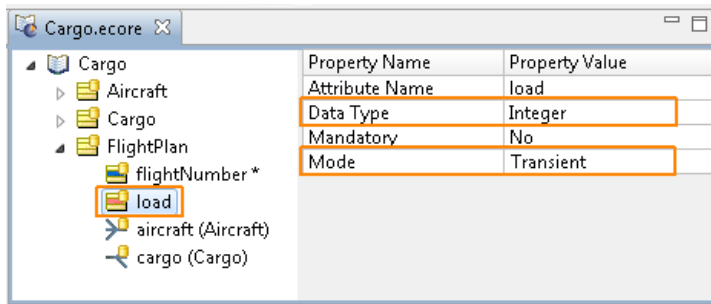 Cargo.ecore
Cargo
Aircraft
Cargo
FlightPlan
flightNumber *
load
aircraft (Aircraft)
cargo (Cargo)
Property Name Property Value
Attribute Name load
Data Type Integer
Mandatory No
Mode Transient